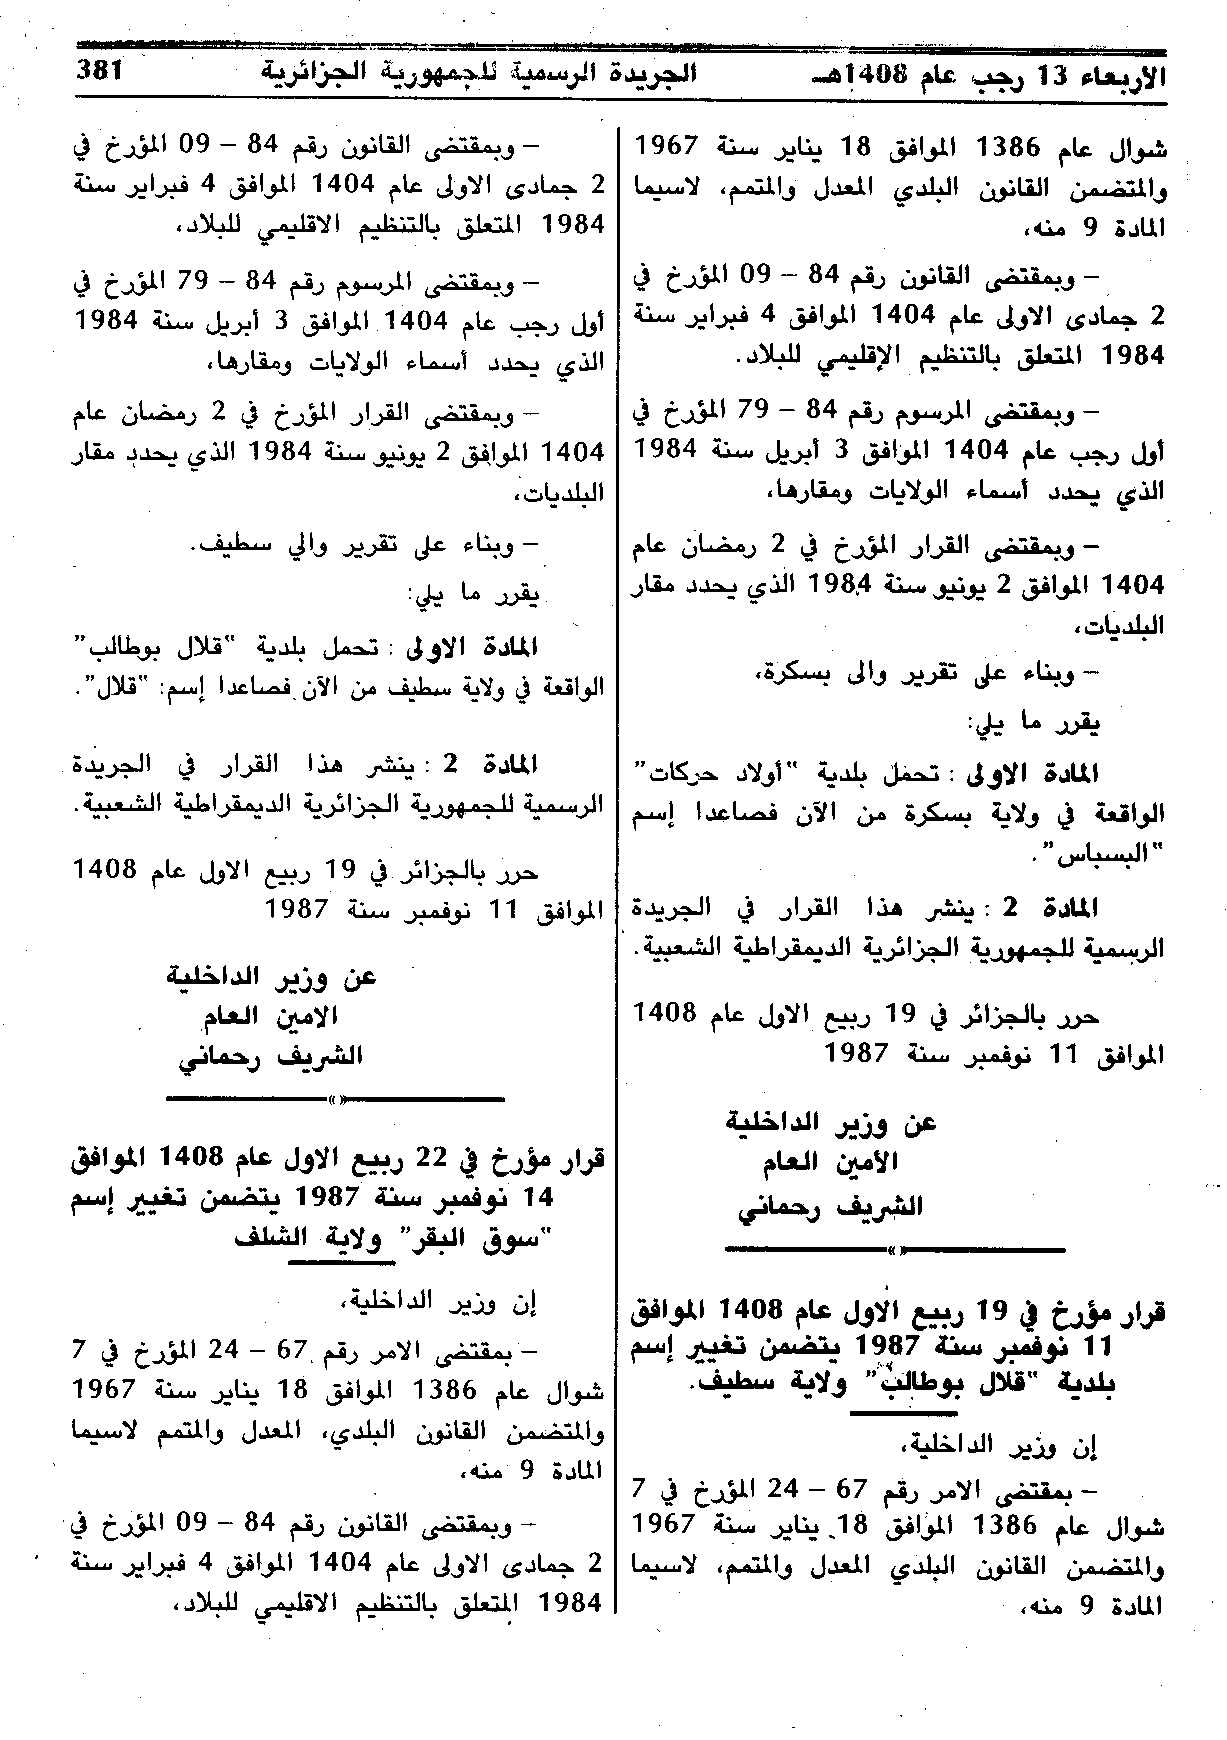 الاربعاء 13 رجب عام 1408هـ
الجريدة الرسمية للجمهورية الجزائرية
381
شوال عام 1386 الموافق 18 يناير سنة 1967
والمتضمن القانون البلدي المعدل والمتمم، لاسيما
المادة 9 منه،
– وبمقتضى القانون رقم 84 – 09 المؤرخ في
2 جمادى الاولى عام 1404 الموافق 4 فبراير سنة
1984 المتعلق بالتنظيم الإقليمي للبلاد.
– وبمقتضى المرسوم رقم 84 – 79 المؤرخ في
أول رجب عام 1404 الموافق 3 أبريل سنة 1984
الذي يحدد أسماء الولايات ومقارها،
– وبمقتضى القرار المؤرخ في 2 رمضان عام
1404 الموافق 2 يونيو سنة 1984 الذي يحدد مقار
البلديات،
– وبناء على تقرير والى بسكرة،
يقرر ما يلي:
المادة الاولى : تحمل بلدية "أولاد حركات"
الواقعة في ولاية بسكرة من الآن فصاعدا إسم
"البسباس".
المادة 2 : ينشر هذا القرار في الجريدة
الرسمية للجمهورية الجزائرية الديمقراطية الشعبية.
حرر بالجزائر في 19 ربيع الاول عام 1408
الموافق 11 نوفمبر سنة 1987
عن وزير الداخلية
الأمين العام
الشريف رحماني
قرار مؤرخ في 19 ربيع الاول عام 1408 الموافق
11 نوفمبر سنة 1987 يتضمن تغيير إسم
بلدية "قلال بوطالب" ولاية سطيف.
إن وزير الداخلية،
– بمقتضى الامر رقم 67 – 24 المؤرخ في 7
شوال عام 1386 الموافق 18 يناير سنة 1967
والمتضمن القانون البلدي المعدل والمتمم، لاسيما
المادة 9 منه،
– وبمقتضى القانون رقم 84 – 09 المؤرخ في
2 جمادى الاولى عام 1404 الموافق 4 فبراير سنة
1984 المتعلق بالتنظيم الاقليمي للبلاد،
– وبمقتضى المرسوم رقم 84 – 79 المؤرخ في
أول رجب عام 1404 الموافق 3 أبريل سنة 1984
الذي يحدد أسماء الولايات ومقارها،
– وبمقتضى القرار المؤرخ في 2 رمضان عام
1404 الموافق 2 يونيو سنة 1984 الذي يحدد مقار
البلديات،
– وبناء على تقرير والي سطيف.
يقرر ما يلي:
المادة الاولى : تحمل بلدية "قلال بوطالب"
الواقعة في ولاية سطيف من الآن فصاعدا إسم: "قلال".
المادة 2 : ينشر هذا القرار في الجريدة
الرسمية للجمهورية الجزائرية الديمقراطية الشعبية.
حرر بالجزائر في 19 ربيع الاول عام 1408
الموافق 11 نوفمبر سنة 1987
عن وزير الداخلية
الامين العام
الشريف رحماني
قرار مؤرخ في 22 ربيع الاول عام 1408 الموافق
14 نوفمبر سنة 1987 يتضمن تغيير إسم
"سوق البقر" ولاية الشلف
إن وزير الداخلية،
– بمقتضى الامر رقم 67 – 24 المؤرخ في 7
شوال عام 1386 الموافق 18 يناير سنة 1967
والمتضمن القانون البلدي، المعدل والمتمم لاسيما
المادة 9 منه،
– وبمقتضى القانون رقم 84 – 09 المؤرخ في
2 جمادى الاولى عام 1404 الموافق 4 فبراير سنة
1984 المتعلق بالتنظيم الاقليمي للبلاد،